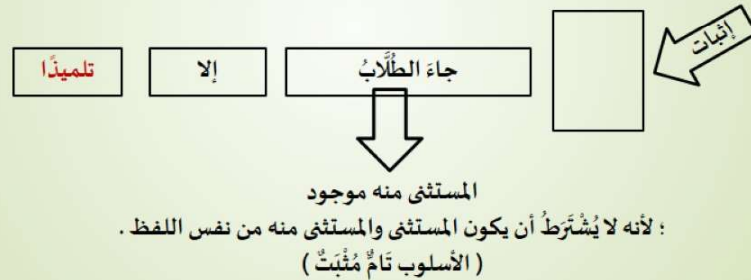 إثبات
جاءَ الطُلَّابُ إلا تلميذًا
المستثنى منه موجود
؛ لأنه لا يُشْتَرَطُ أن يكون المستثنى والمستثنى منه من نفس اللفظ .
( الأسلوب تَامٌّ مُثْبَتٌ )